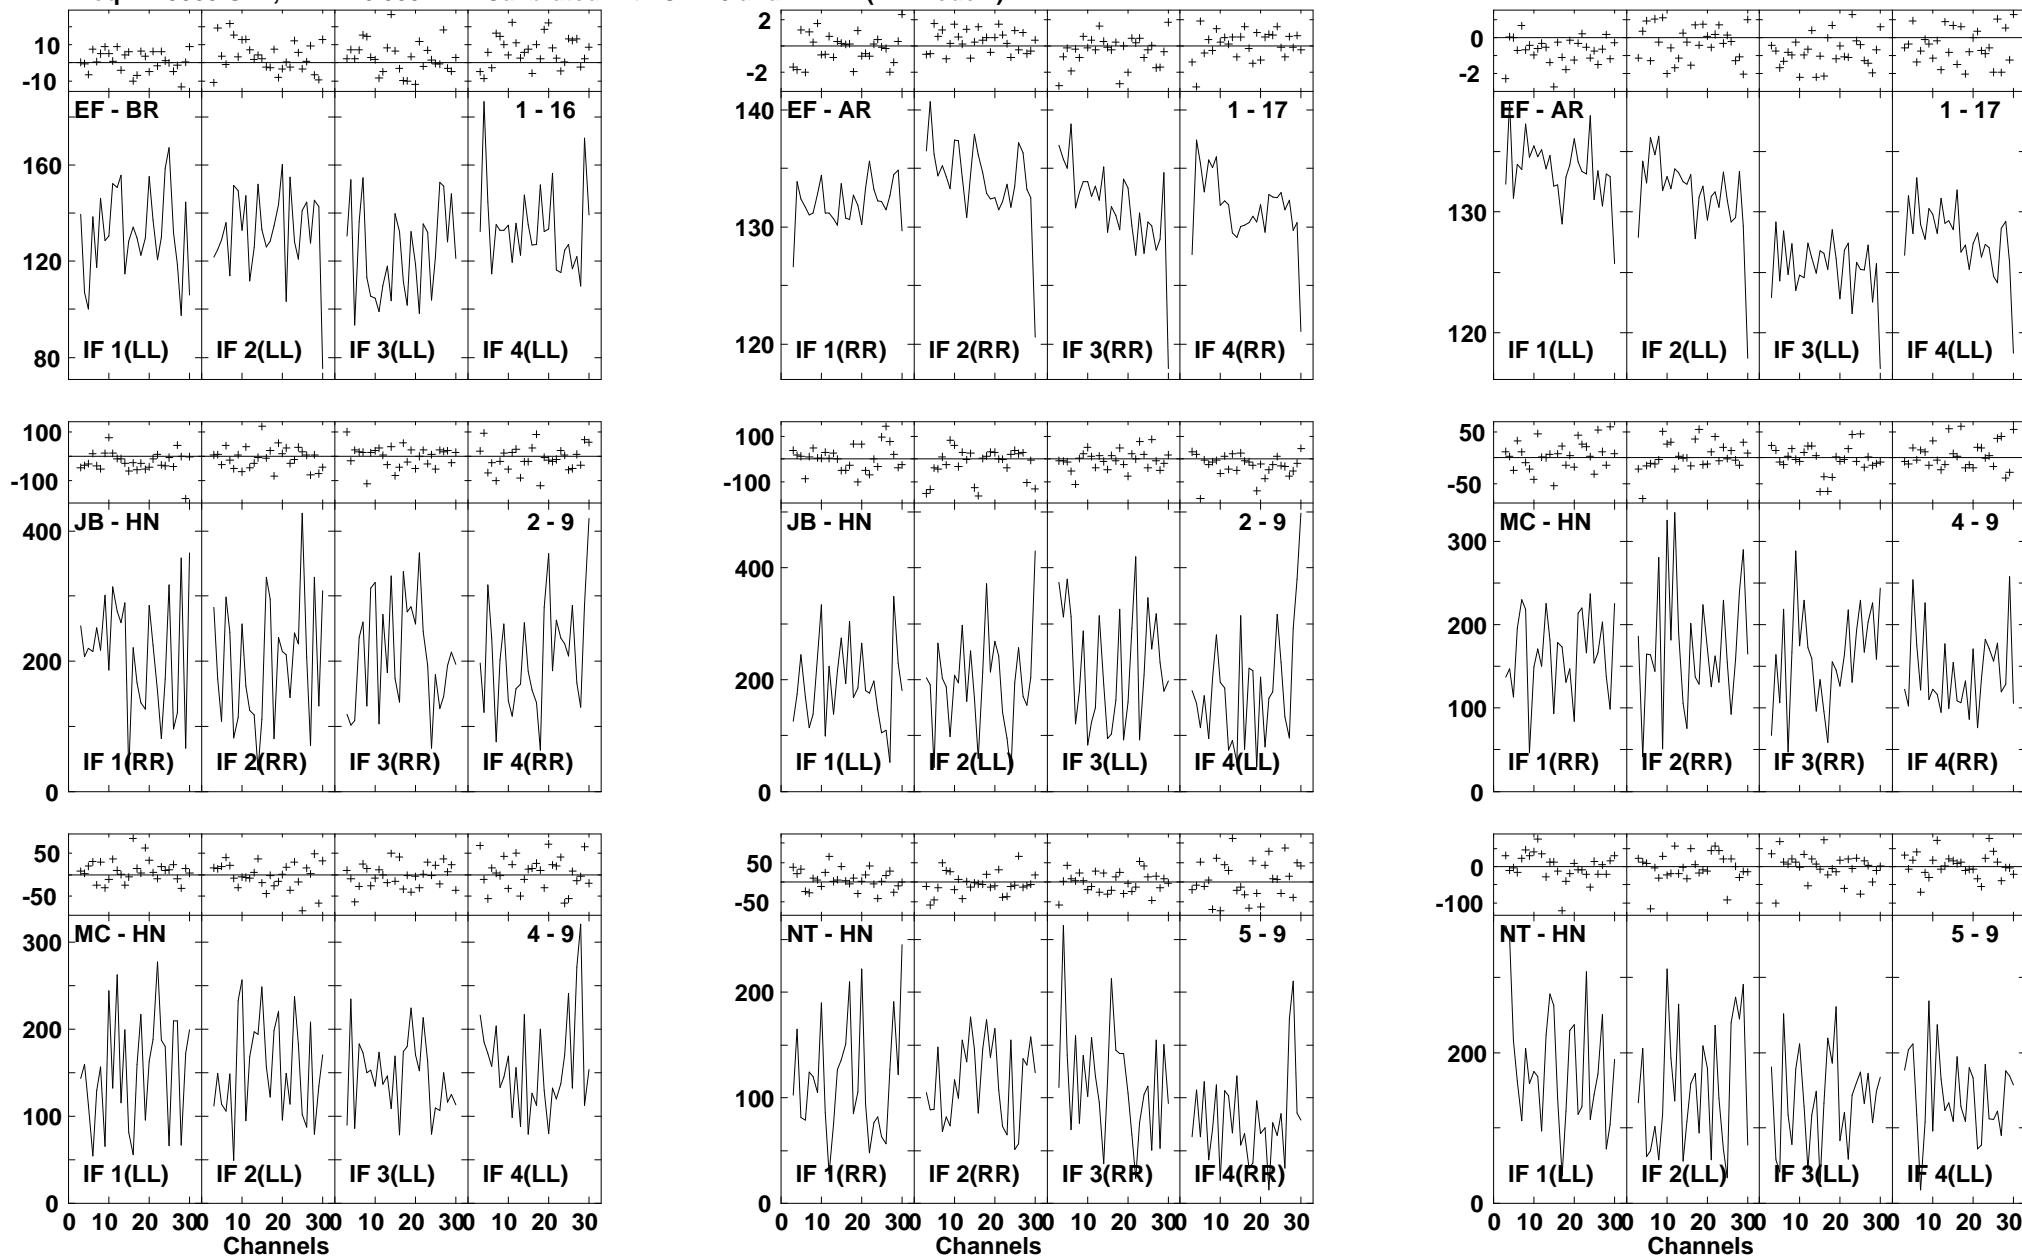 10 2 0
-10 -2 -2
EF - BR 1 - 16 EF - AR 1 - 17 EF - AR 1 - 17
140
160 130
120 130
80 120 120
IF 1(LL) IF 2(LL) IF 3(LL) IF 4(LL) IF 1(RR) IF 2(RR) IF 3(RR) IF 4(RR) IF 1(LL) IF 2(LL) IF 3(LL) IF 4(LL)
100 100 50
-100 -100 -50
JB - HN 2 - 9 JB - HN 2 - 9 MC - HN 4 - 9
400 400 300
200 200 200
100
IF 1(RR) IF 2(RR) IF 3(RR) IF 4(RR) IF 1(LL) IF 2(LL) IF 3(LL) IF 4(LL) IF 1(RR) IF 2(RR) IF 3(RR) IF 4(RR)
0 0 0
50 50 0
-50 -50 -100
MC - HN 4 - 9 NT - HN 5 - 9 NT - HN 5 - 9
300
200 200 200
100 100
IF 1(LL) IF 2(LL) IF 3(LL) IF 4(LL) IF 1(RR) IF 2(RR) IF 3(RR) IF 4(RR) IF 1(LL) IF 2(LL) IF 3(LL) IF 4(LL)
0 0 0
0 10 20 30 0 10 20 30 0 10 20 30 0 10 20 0 10 20 30 0 10 20 30 0 10 20 30 0 10 20 30 0 10 20 30 0 10 20 30 0 10 20 30 0 10 20 30
Channels Channels Channels